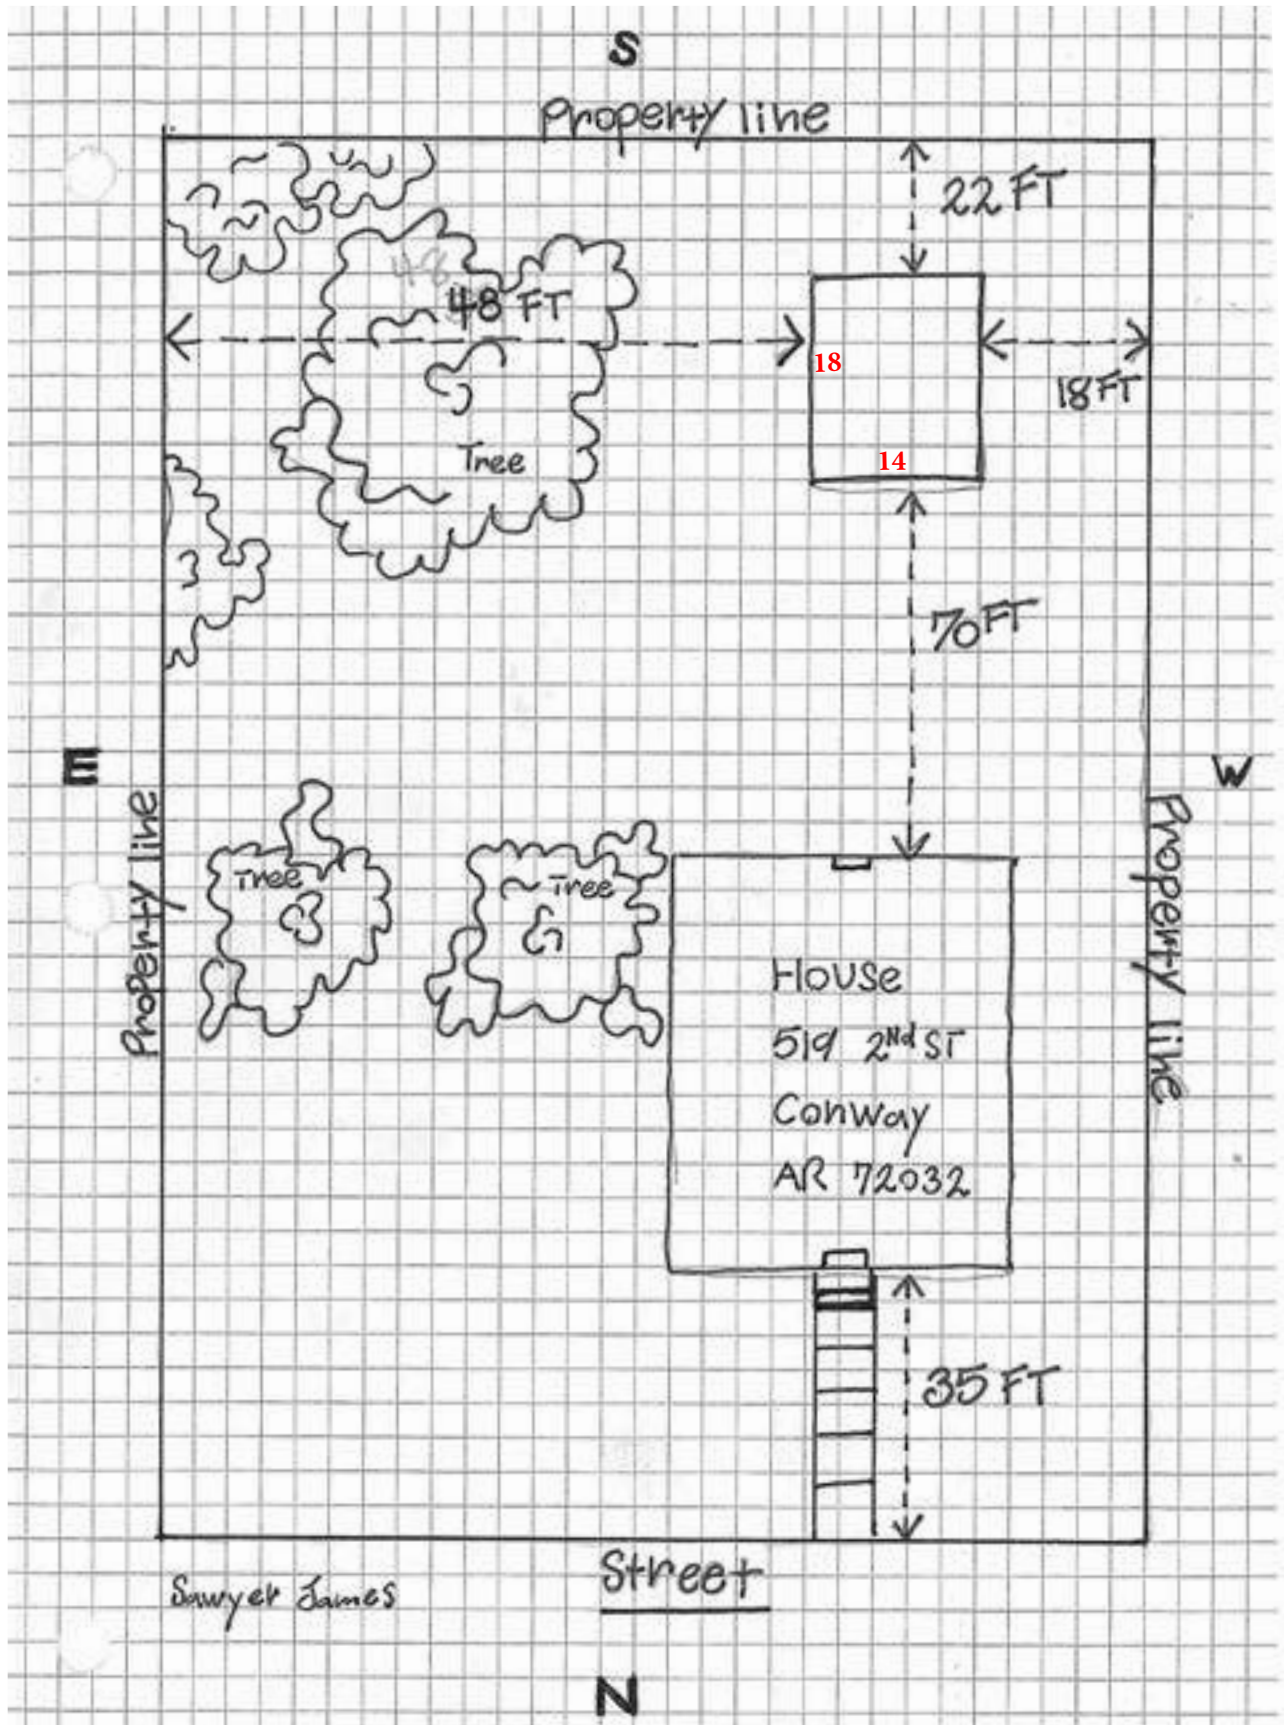 S
Property line
22 FT
48
48 FT
18
18 FT
14
Tree
70 FT
E
W
Property line
Property line
Tree
Tree
House
519 2Nd ST
Conway
AR 72032
35 FT
Street
Sawyer James
N